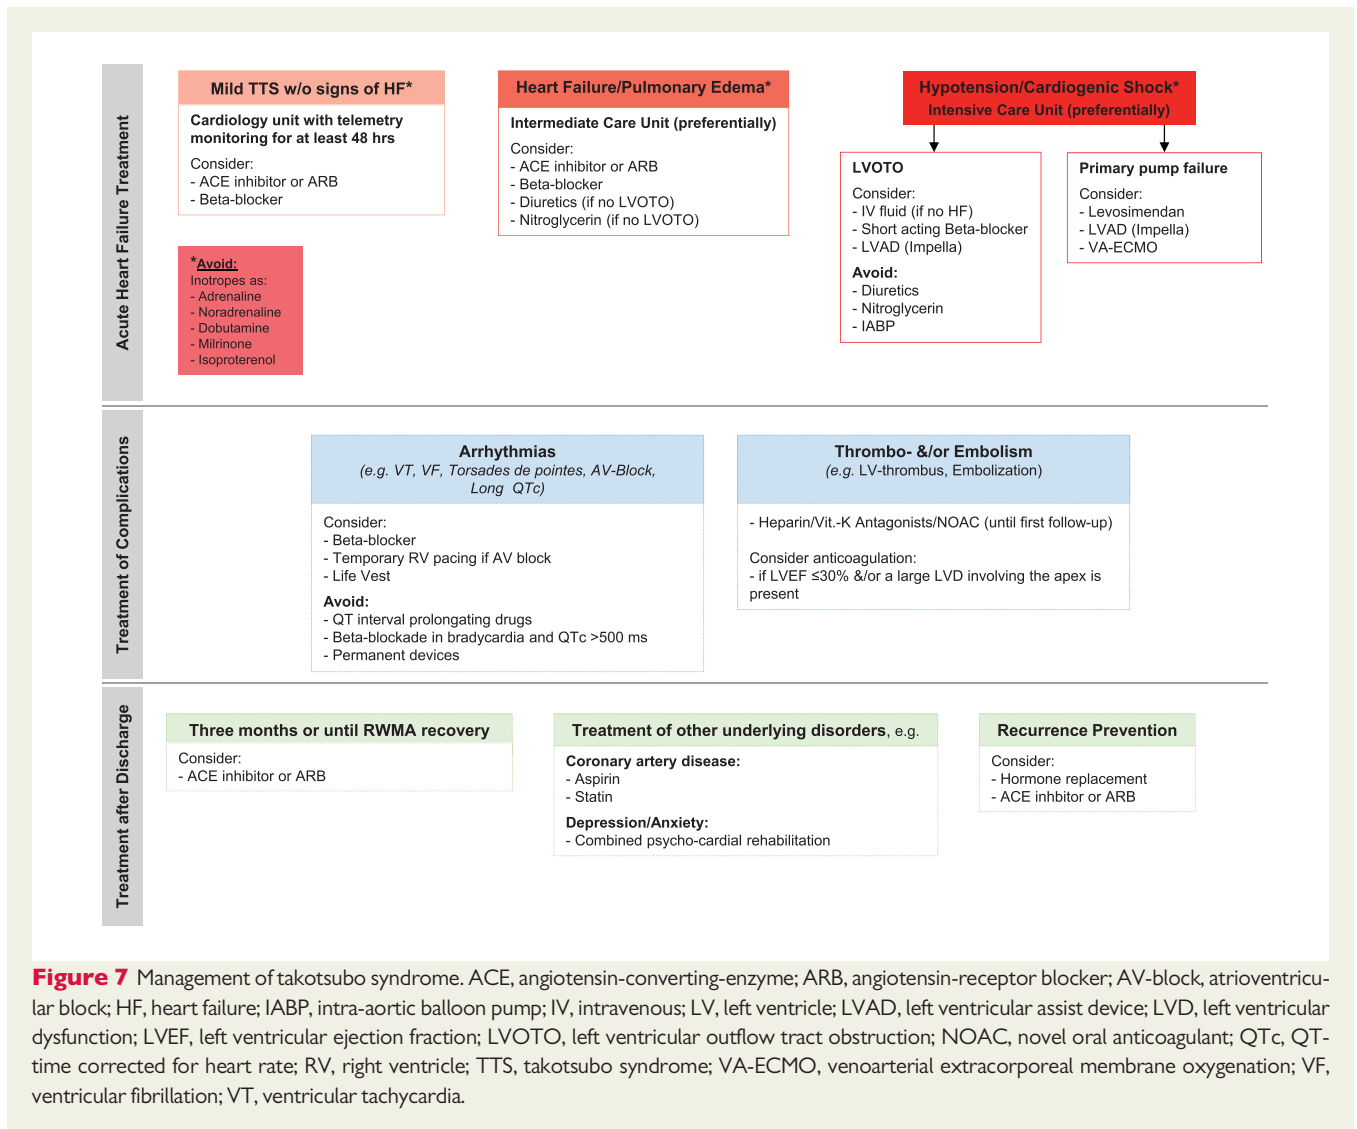 Acute Heart Failure Treatment
Mild TTS w/o signs of HF*
Cardiology unit with telemetry
monitoring for at least 48 hrs
Consider:
- ACE inhibitor or ARB
- Beta-blocker
*Avoid:
Inotropes as:
- Adrenaline
- Noradrenaline
- Dobutamine
- Milrinone
- Isoproterenol
Heart Failure/Pulmonary Edema*
Intermediate Care Unit (preferentially)
Consider:
- ACE inhibitor or ARB
- Beta-blocker
- Diuretics (if no LVOTO)
- Nitroglycerin (if no LVOTO)
Hypotension/Cardiogenic Shock*
Intensive Care Unit (preferentially)
LVOTO
Consider:
- IV fluid (if no HF)
- Short acting Beta-blocker
- LVAD (Impella)
Avoid:
- Diuretics
- Nitroglycerin
- IABP
Primary pump failure
Consider:
- Levosimendan
- LVAD (Impella)
- VA-ECMO
Treatment of Complications
Arrhythmias
(e.g. VT, VF, Torsades de pointes, AV-Block,
Long QTc)
Consider:
- Beta-blocker
- Temporary RV pacing if AV block
- Life Vest
Avoid:
- QT interval prolongating drugs
- Beta-blockade in bradycardia and QTc >500 ms
- Permanent devices
Thrombo- &/or Embolism
(e.g. LV-thrombus, Embolization)
- Heparin/Vit.-K Antagonists/NOAC (until first follow-up)
Consider anticoagulation:
- if LVEF ≤30% &/or a large LVD involving the apex is
present
Treatment after Discharge
Three months or until RWMA recovery
Consider:
- ACE inhibitor or ARB
Treatment of other underlying disorders, e.g.
Coronary artery disease:
- Aspirin
- Statin
Depression/Anxiety:
- Combined psycho-cardial rehabilitation
Recurrence Prevention
Consider:
- Hormone replacement
- ACE inhbitor or ARB
Figure 7 Management of takotsubo syndrome. ACE, angiotensin-converting-enzyme; ARB, angiotensin-receptor blocker; AV-block, atrioventricu-
lar block; HF, heart failure; IABP, intra-aortic balloon pump; IV, intravenous; LV, left ventricle; LVAD, left ventricular assist device; LVD, left ventricular
dysfunction; LVEF, left ventricular ejection fraction; LVOTO, left ventricular outflow tract obstruction; NOAC, novel oral anticoagulant; QTc, QT-
time corrected for heart rate; RV, right ventricle; TTS, takotsubo syndrome; VA-ECMO, venoarterial extracorporeal membrane oxygenation; VF,
ventricular fibrillation; VT, ventricular tachycardia.